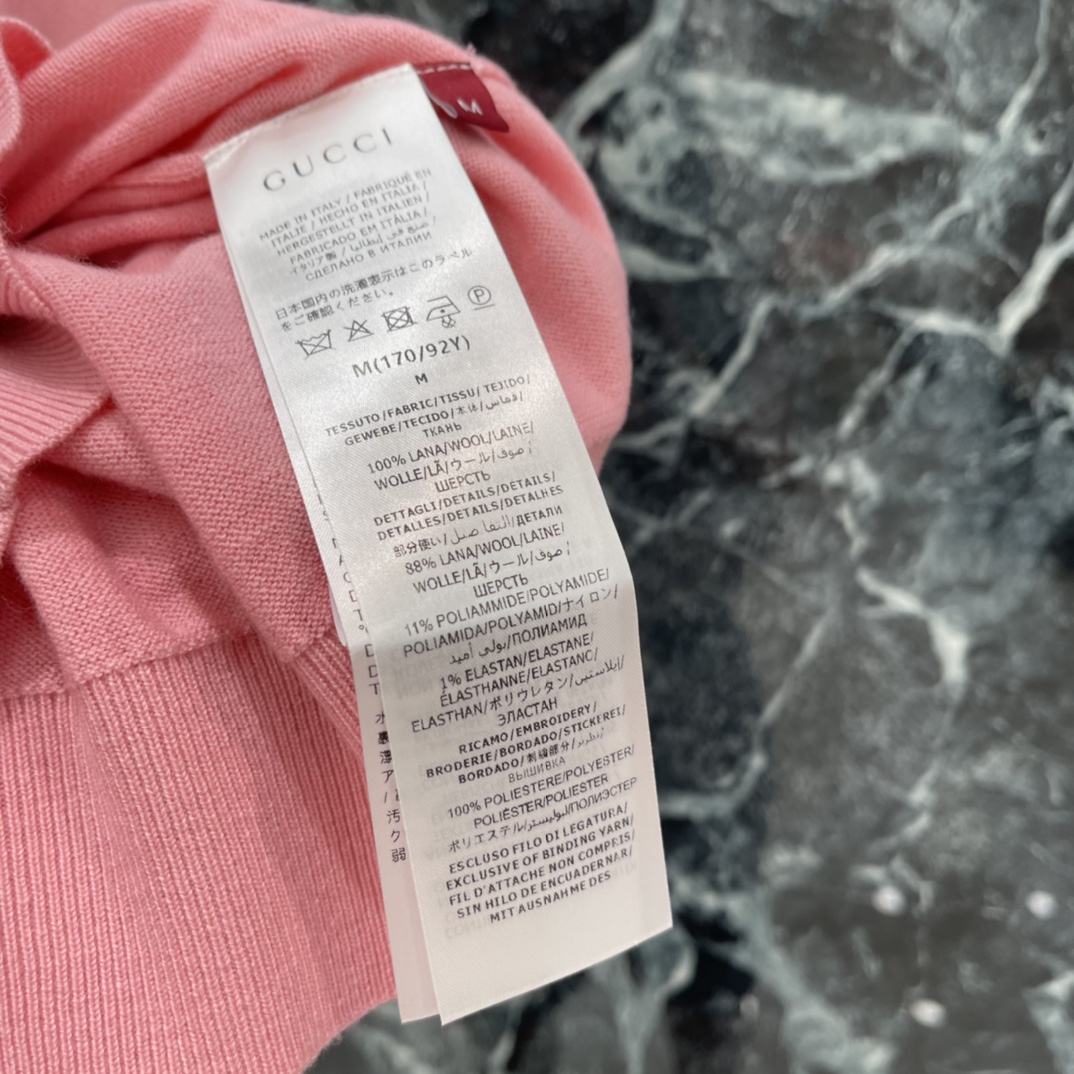 M
GUCCI
MADE IN ITALY / FABRIQUÉ EN
ITALIE / HECHO EN ITALIA /
HERGESTELLT IN ITALIEN /
FABRICADO EM ITÁLIA /
イタリア製 / صنع في إيطاليا /
СДЕЛАНО В ИТАЛИИ
日本国内の洗濯表示はこのラベル
をご確認ください。
P
M(170/92Y)
M
TESSUTO/FABRIC/TISSU/TEJIDO/
GEWEBE/TECIDO/本体/قماش/
ТКАНЬ
100% LANA/WOOL/LAINE/
WOLLE/LÃ/ウール/صوف/
ШЕРСТЬ
DETTAGLI/DETAILS/DETAILS/
DETALLES/DETAILS/DETALHES
部分使い/التفاصيل/ДЕТАЛИ
88% LANA/WOOL/LAINE/
WOLLE/LÃ/ウール/صوف/
ШЕРСТЬ
11% POLIAMMIDE/POLYAMIDE/
POLIAMIDA/POLYAMID/ナイロン/
بولي أميد/ПОЛИАМИД
1% ELASTAN/ELASTANE/
ÉLASTHANNE/ELASTANO/
ELASTHAN/ポリウレタン/إيلاستين/
ЭЛАСТАН
RICAMO/EMBROIDERY/
BRODERIE/BORDADO/STICKEREI/
BORDADO/刺繍部分/تطريز/
ВЫШИВКА
100% POLIESTERE/POLYESTER/
POLIÉSTER/POLIESTER
ポリエステル/بوليستر/ПОЛИЭСТЕР
ESCLUSO FILO DI LEGATURA/
EXCLUSIVE OF BINDING YARN/
FIL D'ATTACHE NON COMPRIS/
SIN HILO DE ENCUADERNAR/
MIT AUSNAHME DES